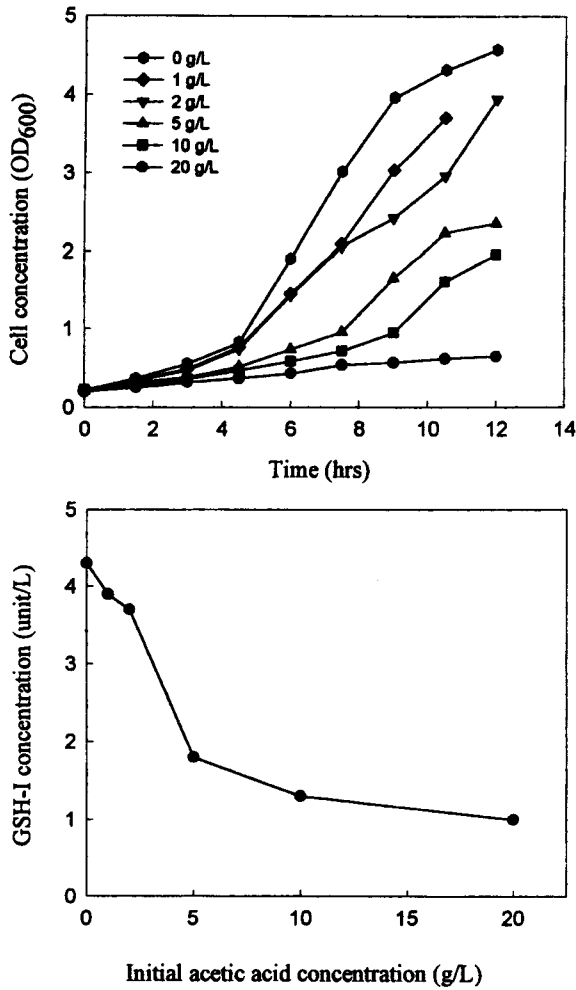 5
4
3
2
1
0
Cell concentration (OD600)
0 g/L
1 g/L
2 g/L
5 g/L
10 g/L
20 g/L
0 2 4 6 8 10 12 14
Time (hrs)
5
4
3
2
1
0
GSH-I concentration (unit/L)
0 5 10 15 20
Initial acetic acid concentration (g/L)